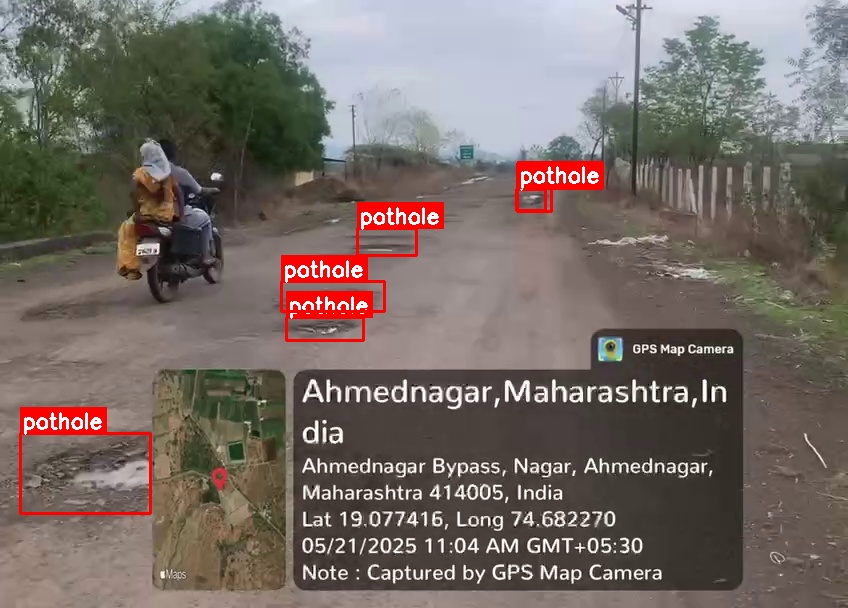 pothole
pothole
pothole
pothole
pothole
GPS Map Camera
Ahmednagar,Maharashtra,In
dia
Ahmednagar Bypass, Nagar, Ahmednagar,
Maharashtra 414005, India
Lat 19.077416, Long 74.682270
05/21/2025 11:04 AM GMT+05:30
Note : Captured by GPS Map Camera
Maps